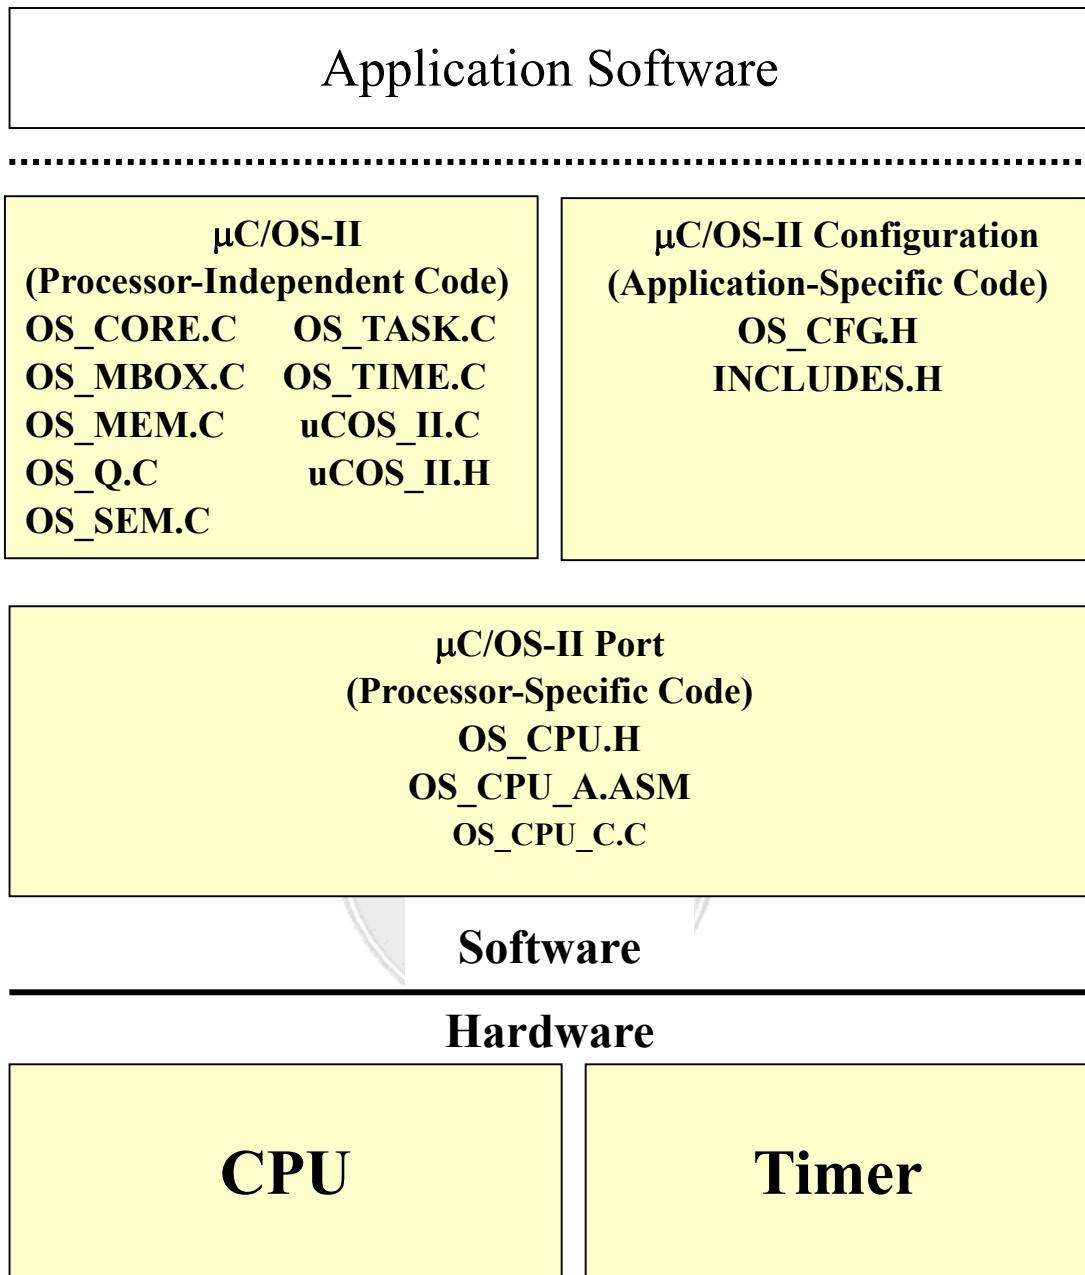 Application Software
μC/OS-II
(Processor-Independent Code)
OS_CORE.C OS_TASK.C
OS_MBOX.C OS_TIME.C
OS_MEM.C uCOS_II.C
OS_Q.C uCOS_II.H
OS_SEM.C
μC/OS-II Configuration
(Application-Specific Code)
OS_CFG.H
INCLUDES.H
μC/OS-II Port
(Processor-Specific Code)
OS_CPU.H
OS_CPU_A.ASM
OS_CPU_C.C
Software
Hardware
CPU
Timer